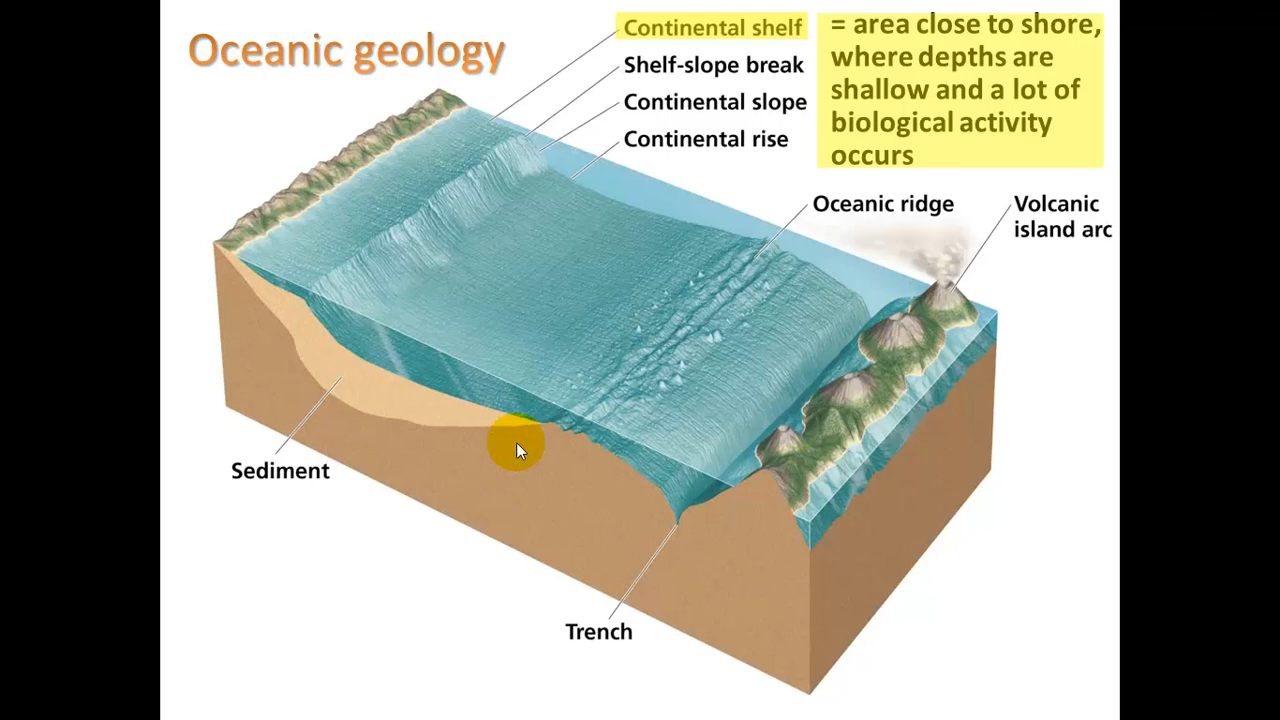 Oceanic geology
Continental shelf
= area close to shore,
where depths are
shallow and a lot of
biological activity
occurs
Shelf-slope break
Continental slope
Continental rise
Oceanic ridge
Volcanic
island arc
Sediment
Trench